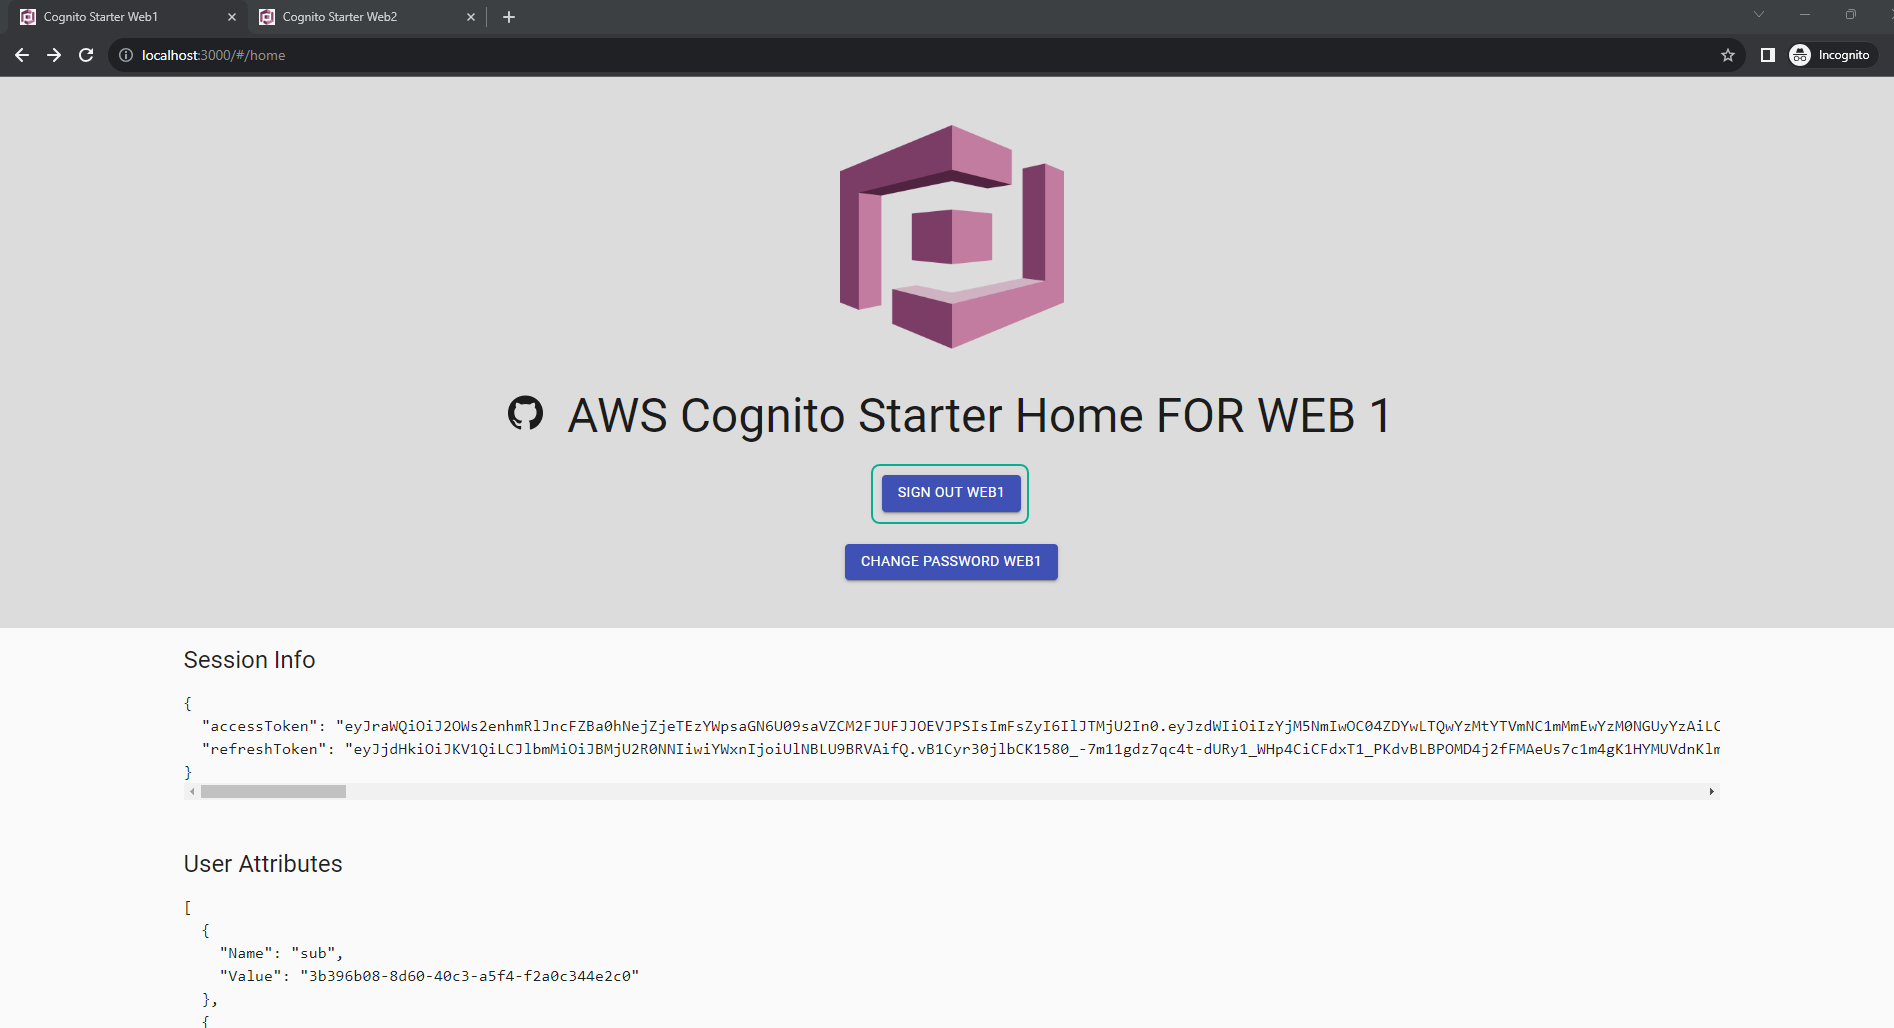 Cognito Starter Web1
Cognito Starter Web2
localhost:3000/#/home
Incognito
AWS Cognito Starter Home FOR WEB 1
SIGN OUT WEB1
CHANGE PASSWORD WEB1
Session Info
{
"accessToken": "eyJraWQiOiJ2OWs2enhmRlJncFZBa0hNejZjeTEzYWpsaGN6U09saVZCM2FJUFJJOEVJPSIsImFsZyI6IlJTMjU2In0.eyJzdWIiOiIzYjM5NmIwOC04ZDYwLTQwYzMtYTVmNC1mMmEwYzM0NGUyYzAiLC
"refreshToken": "eyJjdHkiOiJKV1QiLCJlbmMiOiJBMjU2R0NNIiwiYWxnIjoiUlNBLU9BRVAifQ.vB1Cyr30jlbCK1580_-7m11gdz7qc4t-dURy1_WHp4CiCFdxT1_PKdvBLBPOMD4j2fFMAeUs7c1m4gK1HYMUVdnKlm
}
User Attributes
[
{
"Name": "sub",
"Value": "3b396b08-8d60-40c3-a5f4-f2a0c344e2c0"
},
{